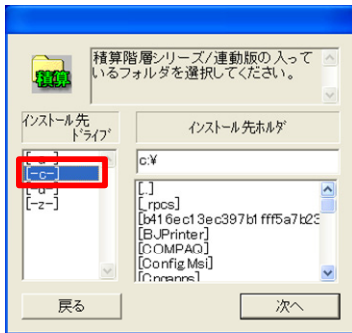 積算階層シリーズ/連動版の入って
いるフォルダを選択してください。
積算
インストール先
ドライブ
インストール先ホルダ
[-c-]
[-z-]
c:¥
[.]
[_rpcs]
[b416ec13ec397b1fff5a7b23
[BJPrinter]
[COMPAQ]
[Config.Msi]
戻る
次へ